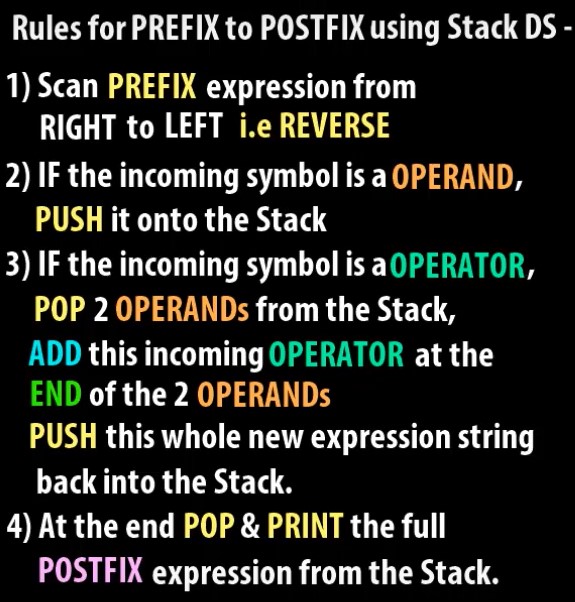 Rules for PREFIX to POSTFIX using Stack DS -
1) Scan PREFIX expression from
RIGHT to LEFT i.e REVERSE
2) IF the incoming symbol is a OPERAND,
PUSH it onto the Stack
3) IF the incoming symbol is a OPERATOR,
POP 2 OPERANDs from the Stack,
ADD this incoming OPERATOR at the
END of the 2 OPERANDs
PUSH this whole new expression string
back into the Stack.
4) At the end POP & PRINT the full
POSTFIX expression from the Stack.